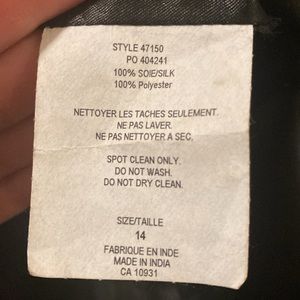 STYLE 47150
PO 404241
100% SOIE/SILK
100% Polyester
NETTOYER LES TACHES SEULEMENT.
NE PAS LAVER.
NE PAS NETTOYER A SEC.
SPOT CLEAN ONLY.
DO NOT WASH.
DO NOT DRY CLEAN.
SIZE/TAILLE
14
FABRIQUE EN INDE
MADE IN INDIA
CA 10931